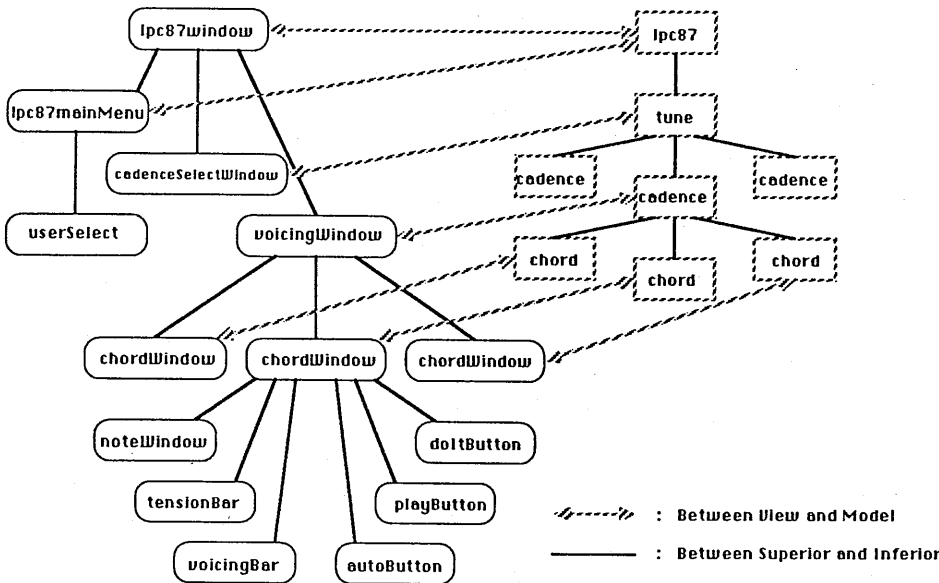 lpc87window
lpc87
lpc87mainMenu
tune
cadenceSelectWindow
cadence
cadence
cadence
userSelect
voicingWindow
chord
chord
chord
chordWindow
chordWindow
chordWindow
noteWindow
doItButton
tensionBar
playButton
voicingBar
autoButton
: Between View and Model
: Between Superior and Inferior